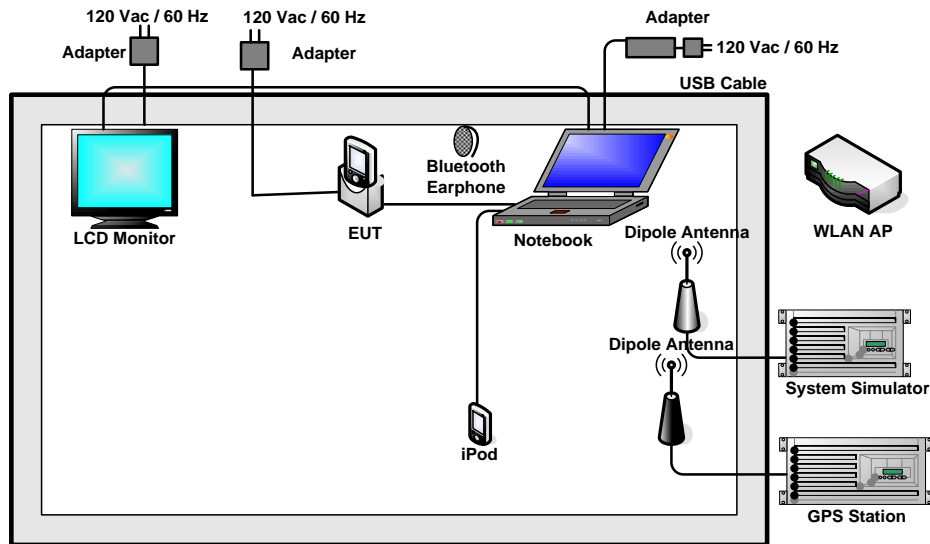 120 Vac / 60 Hz
120 Vac / 60 Hz
Adapter
Adapter
Adapter
120 Vac / 60 Hz
USB Cable
Bluetooth
Earphone
LCD Monitor
EUT
Notebook
Dipole Antenna
WLAN AP
Dipole Antenna
System Simulator
iPod
GPS Station